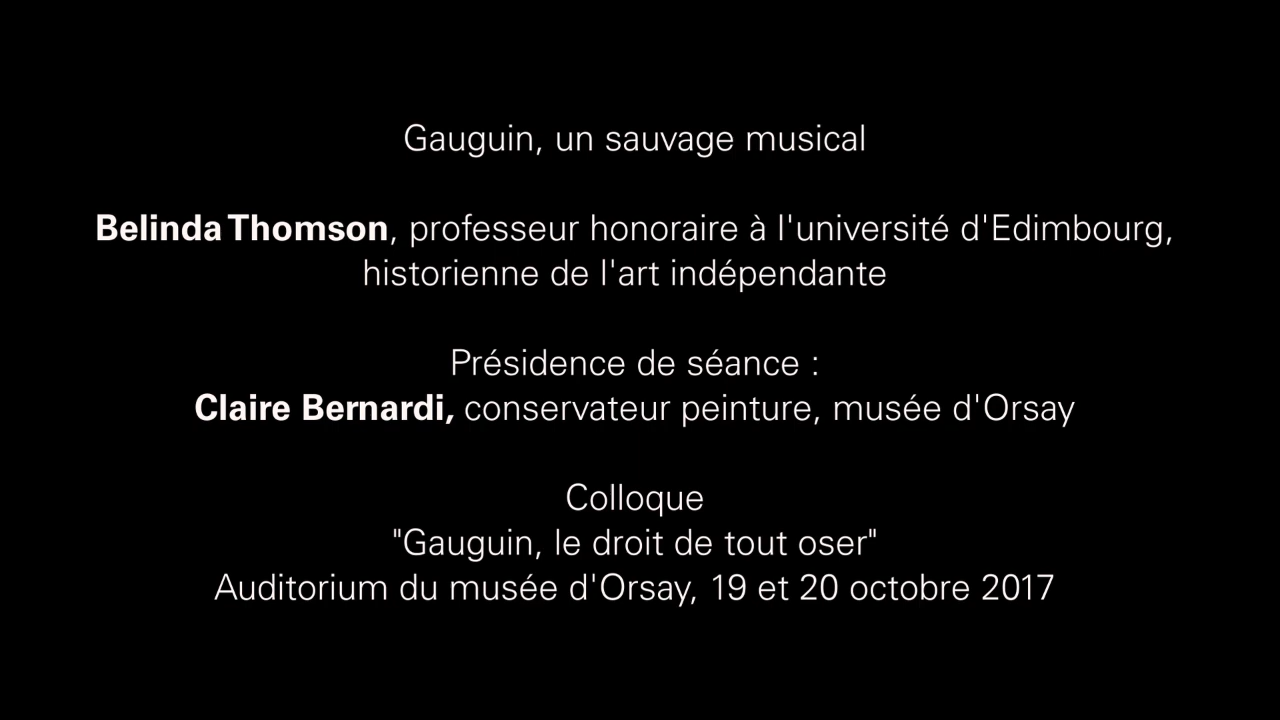 Gauguin, un sauvage musical
Belinda Thomson, professeur honoraire à l'université d'Edimbourg,
historienne de l'art indépendante
Présidence de séance :
Claire Bernardi, conservateur peinture, musée d'Orsay
Colloque
"Gauguin, le droit de tout oser"
Auditorium du musée d'Orsay, 19 et 20 octobre 2017